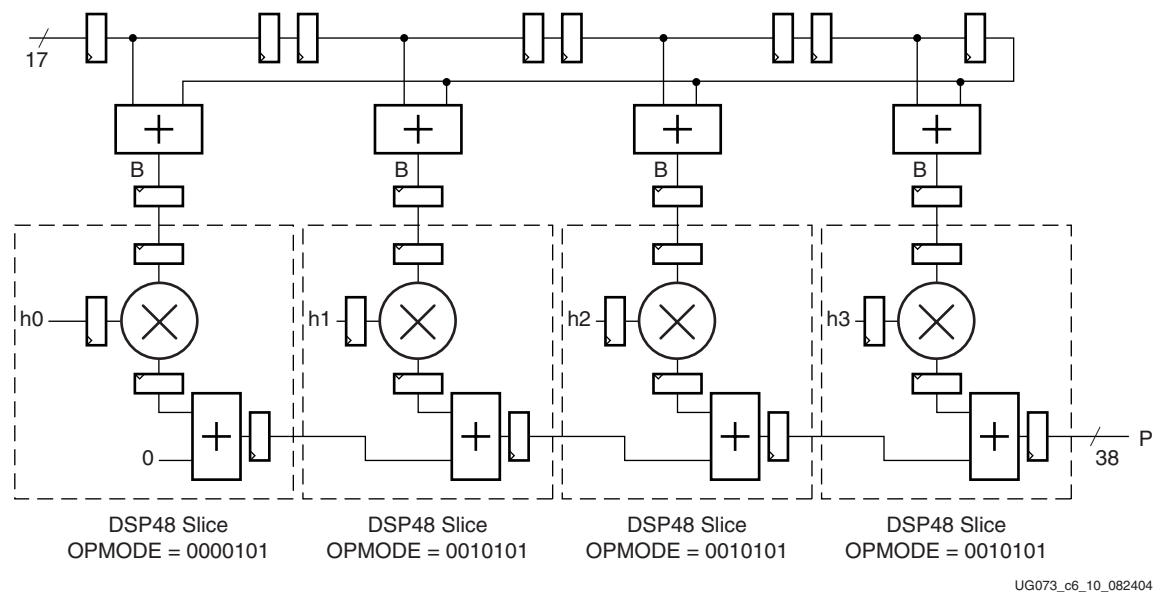 17
B B B B
h0 h1 h2 h3
0
P
38
DSP48 Slice DSP48 Slice DSP48 Slice DSP48 Slice
OPMODE = 0000101 OPMODE = 0010101 OPMODE = 0010101 OPMODE = 0010101
UG073_c6_10_082404